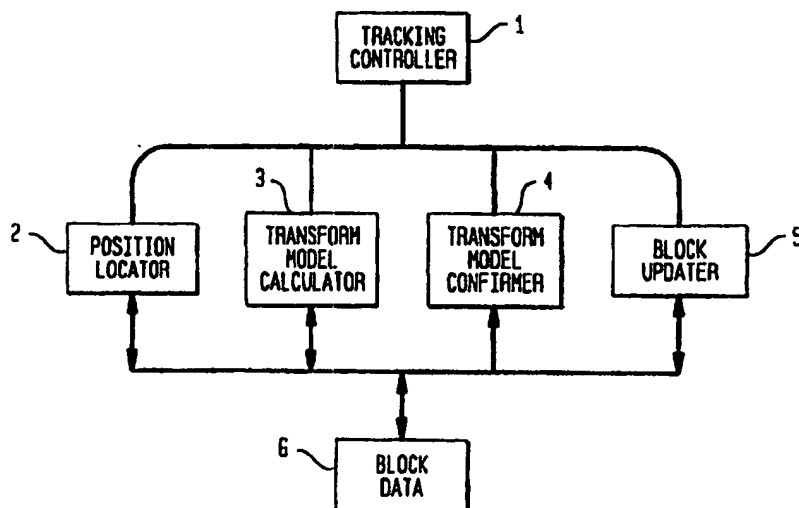 1
TRACKING
CONTROLLER
2
POSITION
LOCATOR
3
TRANSFORM
MODEL
CALCULATOR
4
TRANSFORM
MODEL
CONFIRMER
5
BLOCK
UPDATER
6
BLOCK
DATA